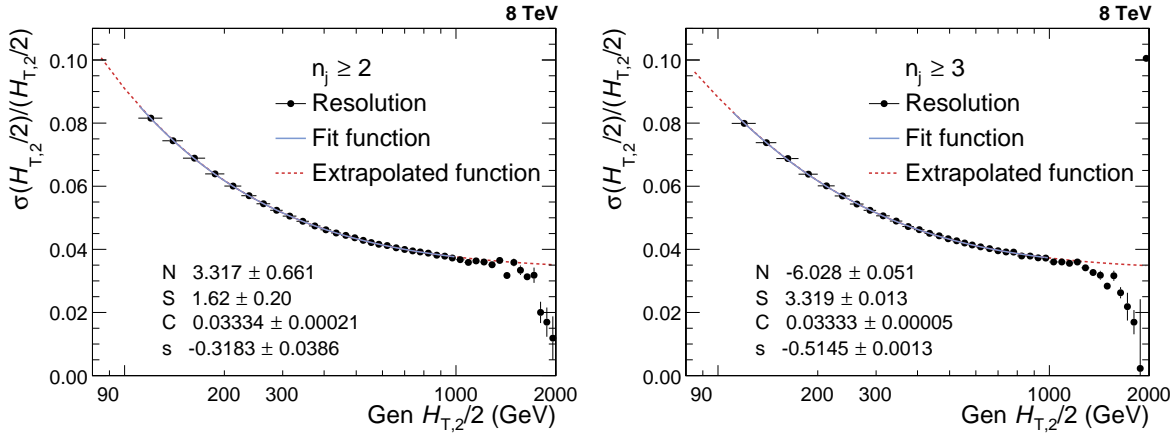 8 TeV
σ(H_T,2/2)/(H_T,2/2)
0.10
0.08
0.06
0.04
0.02
0.00
n_j ≥ 2
Resolution
Fit function
Extrapolated function
N 3.317 ± 0.661
S 1.62 ± 0.20
C 0.03334 ± 0.00021
s -0.3183 ± 0.0386
90 200 300 1000 2000
Gen H_T,2/2 (GeV)
8 TeV
σ(H_T,2/2)/(H_T,2/2)
0.10
0.08
0.06
0.04
0.02
0.00
n_j ≥ 3
Resolution
Fit function
Extrapolated function
N -6.028 ± 0.051
S 3.319 ± 0.013
C 0.03333 ± 0.00005
s -0.5145 ± 0.0013
90 200 300 1000 2000
Gen H_T,2/2 (GeV)